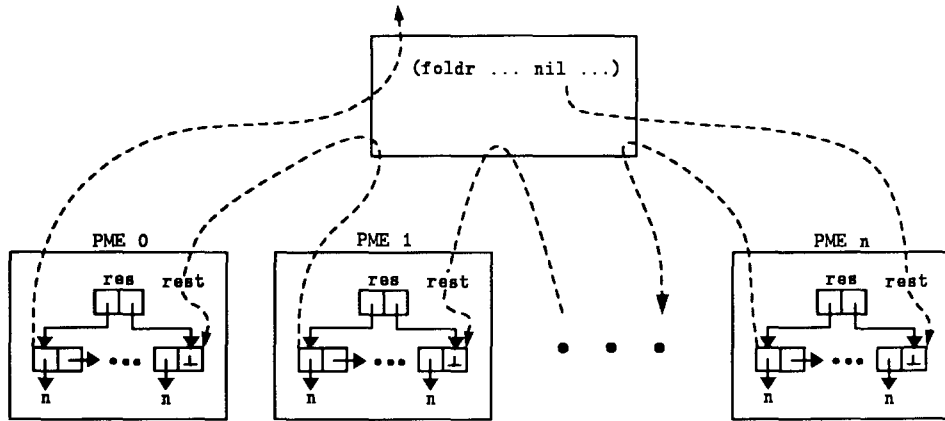 (foldr ... nil ...)
PME 0
PME 1
PME n
res rest
res rest
res rest
⊥
⊥
⊥
n n
n n
n n